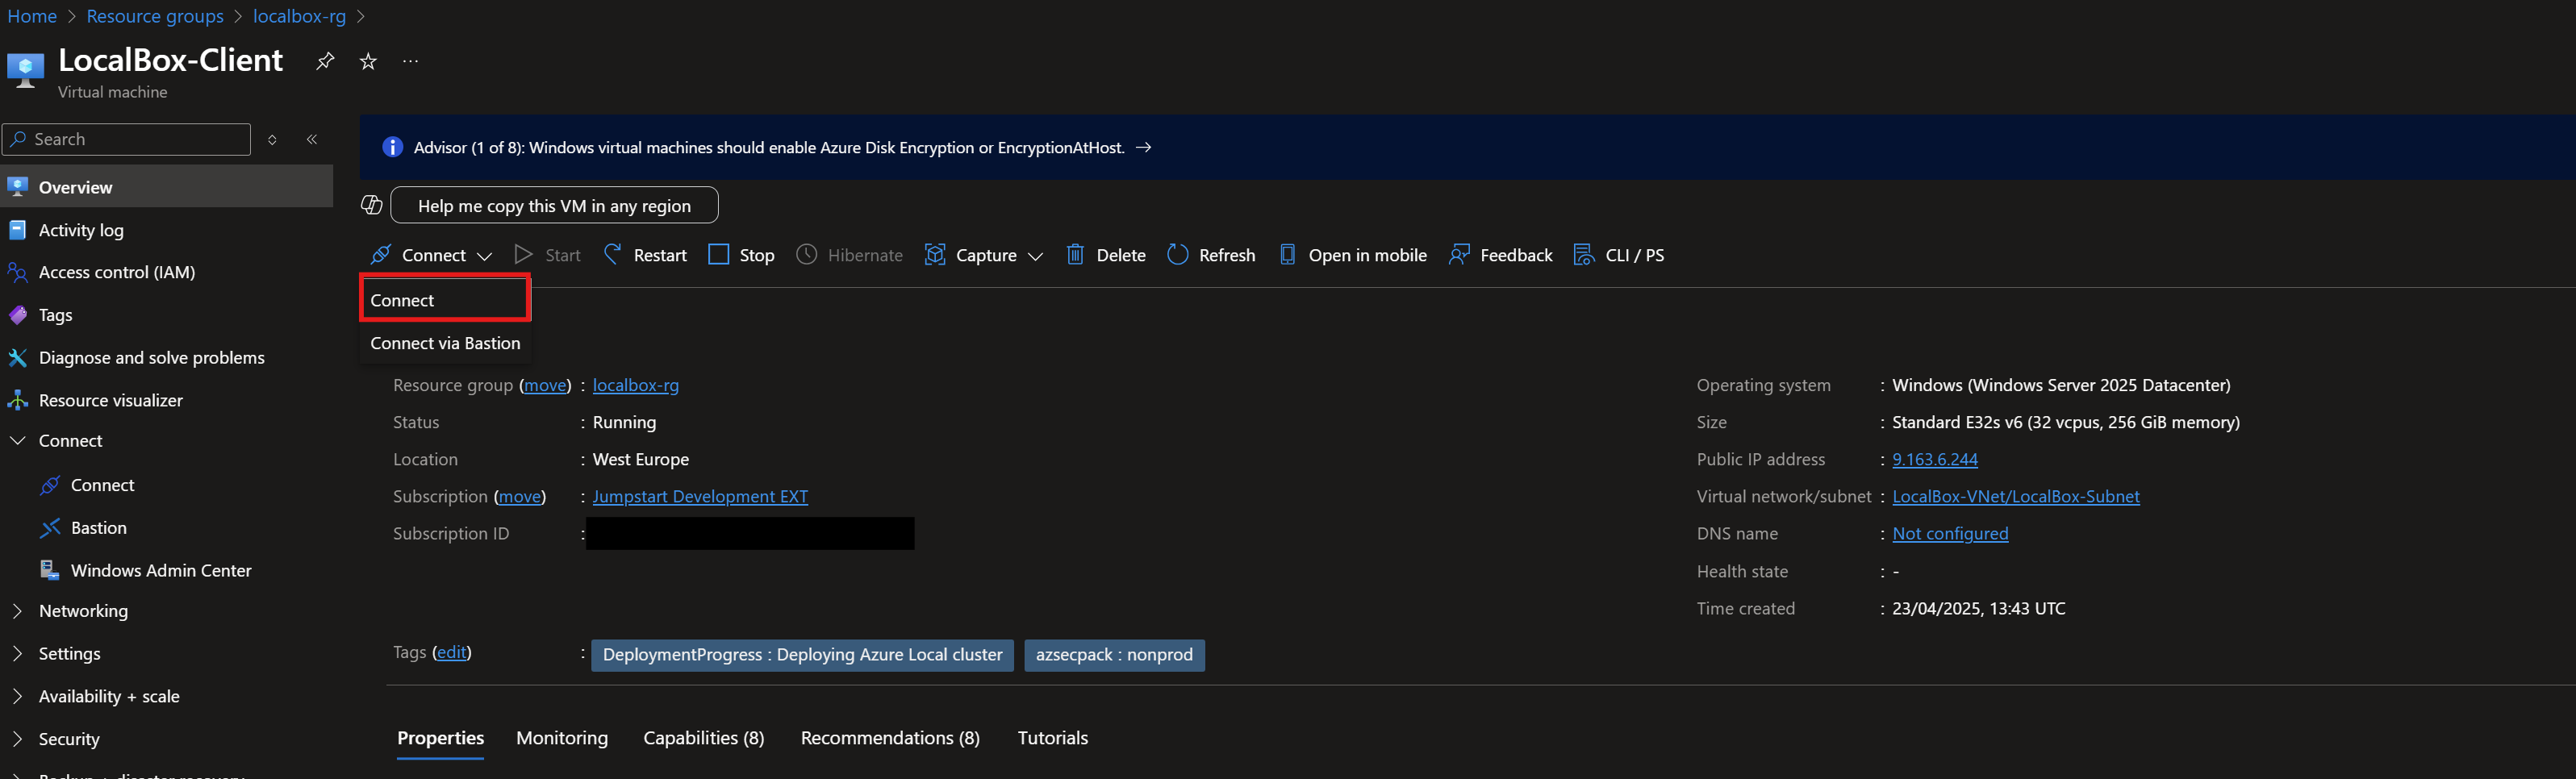 Home > Resource groups > localbox-rg >
LocalBox-Client
Virtual machine
Search
Overview
Activity log
Access control (IAM)
Tags
Diagnose and solve problems
Resource visualizer
Connect
Connect
Bastion
Windows Admin Center
Networking
Settings
Availability + scale
Security
Backup + disaster recovery
Advisor (1 of 8): Windows virtual machines should enable Azure Disk Encryption or EncryptionAtHost. →
Help me copy this VM in any region
Connect Start Restart Stop Hibernate Capture Delete Refresh Open in mobile Feedback CLI / PS
Connect
Connect via Bastion
Resource group (move) : localbox-rg
Status : Running
Location : West Europe
Subscription (move) : Jumpstart Development EXT
Subscription ID :
Operating system : Windows (Windows Server 2025 Datacenter)
Size : Standard E32s v6 (32 vcpus, 256 GiB memory)
Public IP address : 9.163.6.244
Virtual network/subnet : LocalBox-VNet/LocalBox-Subnet
DNS name : Not configured
Health state : -
Time created : 23/04/2025, 13:43 UTC
Tags (edit) : DeploymentProgress : Deploying Azure Local cluster azsecpack : nonprod
Properties Monitoring Capabilities (8) Recommendations (8) Tutorials